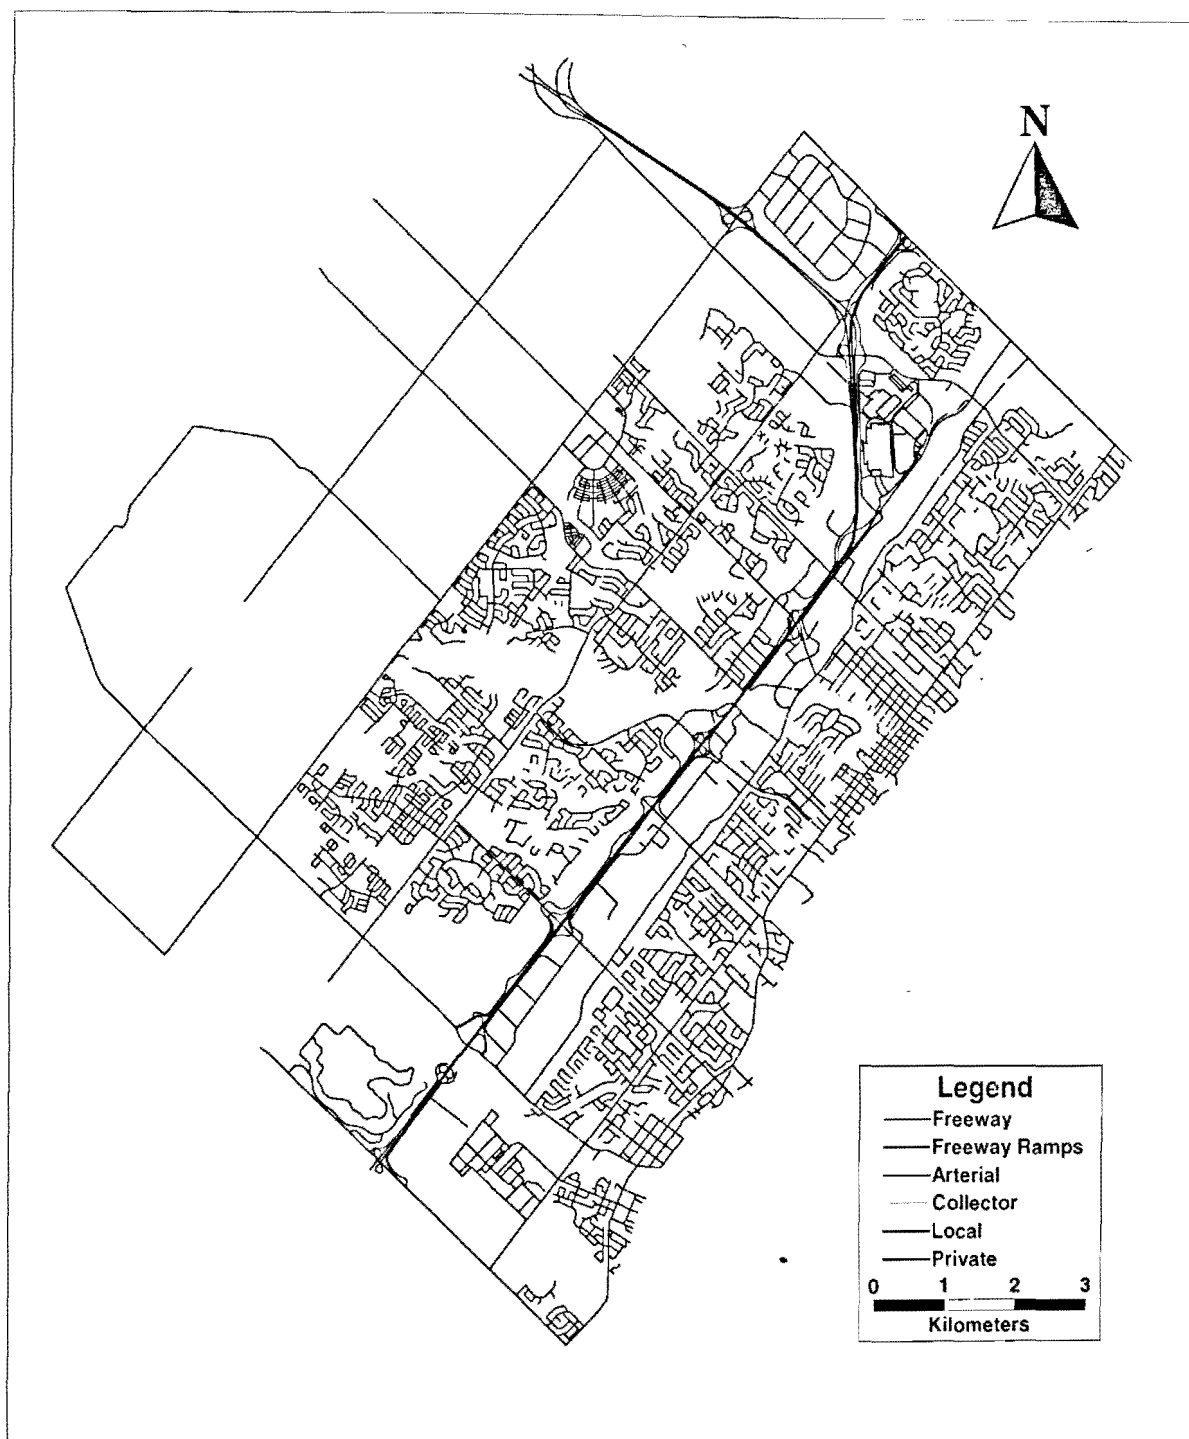 N
Legend
Freeway
Freeway Ramps
Arterial
Collector
Local
Private
0 1 2 3
Kilometers